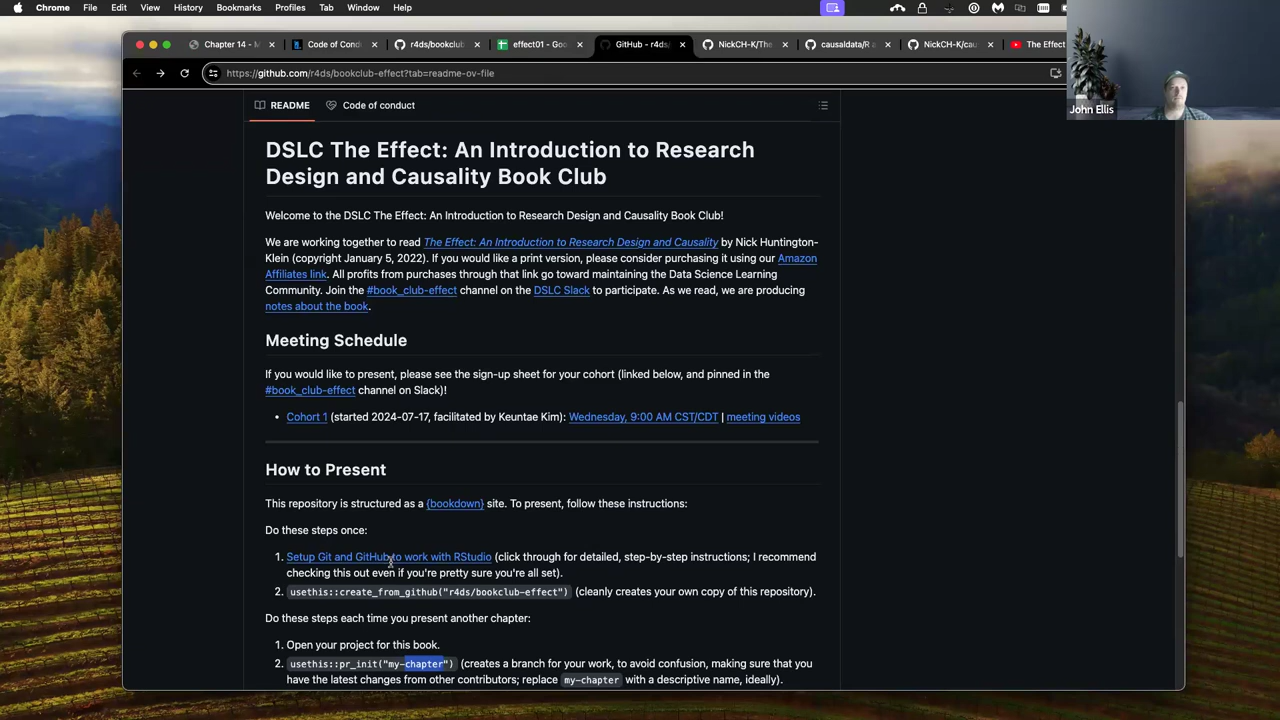 Chrome File Edit View History Bookmarks Profiles Tab Window Help
Chapter 14 - M
Code of Cond
r4ds/bookclub
effect01 - Goo
GitHub - r4ds/
NickCH-K/The
causaldata/R a
NickCH-K/cau
The Effect
https://github.com/r4ds/bookclub-effect?tab=readme-ov-file
John Ellis
README Code of conduct
DSLC The Effect: An Introduction to Research
Design and Causality Book Club
Welcome to the DSLC The Effect: An Introduction to Research Design and Causality Book Club!
We are working together to read The Effect: An Introduction to Research Design and Causality by Nick Huntington-
Klein (copyright January 5, 2022). If you would like a print version, please consider purchasing it using our Amazon
Affiliates link. All profits from purchases through that link go toward maintaining the Data Science Learning
Community. Join the #book_club-effect channel on the DSLC Slack to participate. As we read, we are producing
notes about the book.
Meeting Schedule
If you would like to present, please see the sign-up sheet for your cohort (linked below, and pinned in the
#book_club-effect channel on Slack)!
• Cohort 1 (started 2024-07-17, facilitated by Keuntae Kim): Wednesday, 9:00 AM CST/CDT | meeting videos
How to Present
This repository is structured as a {bookdown} site. To present, follow these instructions:
Do these steps once:
1. Setup Git and GitHub to work with RStudio (click through for detailed, step-by-step instructions; I recommend
checking this out even if you're pretty sure you're all set).
2. usethis::create_from_github("r4ds/bookclub-effect") (cleanly creates your own copy of this repository).
Do these steps each time you present another chapter:
1. Open your project for this book.
2. usethis::pr_init("my-chapter") (creates a branch for your work, to avoid confusion, making sure that you
have the latest changes from other contributors; replace my-chapter with a descriptive name, ideally).